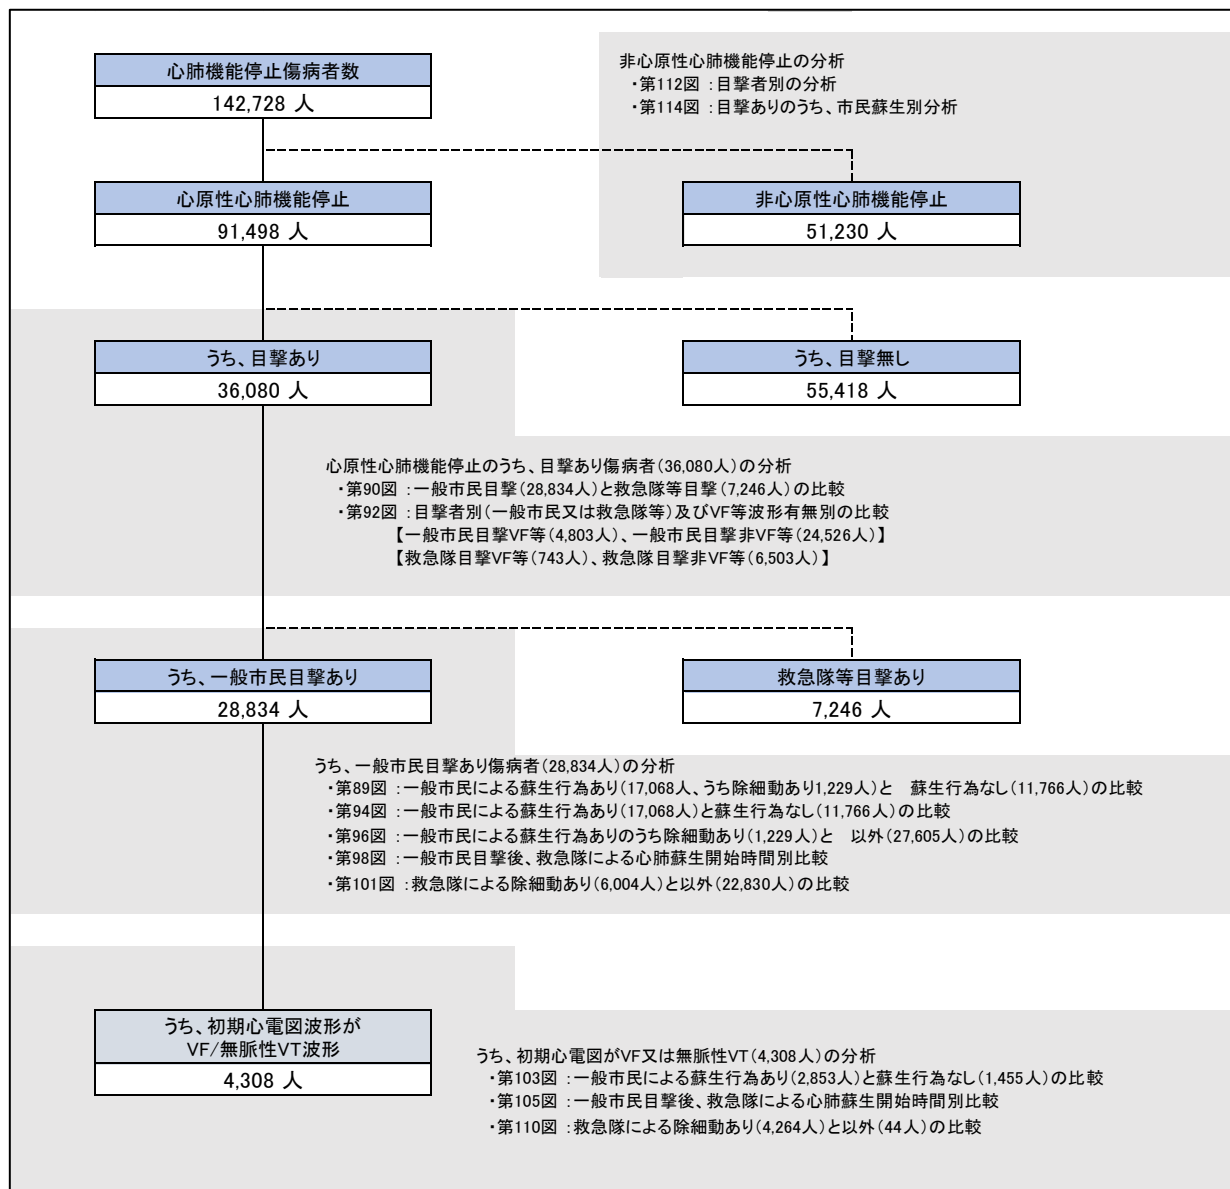 心肺機能停止傷病者数
142,728 人
非心原性心肺機能停止の分析
・第112図 :目撃者別の分析
・第114図 :目撃ありのうち、市民蘇生別分析
心原性心肺機能停止
91,498 人
非心原性心肺機能停止
51,230 人
うち、目撃あり
36,080 人
うち、目撃無し
55,418 人
心原性心肺機能停止のうち、目撃あり傷病者(36,080人)の分析
・第90図 :一般市民目撃(28,834人)と救急隊等目撃(7,246人)の比較
・第92図 :目撃者別(一般市民又は救急隊等)及びVF等波形有無別の比較
【一般市民目撃VF等(4,803人)、一般市民目撃非VF等(24,526人)】
【救急隊目撃VF等(743人)、救急隊目撃非VF等(6,503人)】
うち、一般市民目撃あり
28,834 人
救急隊等目撃あり
7,246 人
うち、一般市民目撃あり傷病者(28,834人)の分析
・第89図 :一般市民による蘇生行為あり(17,068人、うち除細動あり1,229人)と 蘇生行為なし(11,766人)の比較
・第94図 :一般市民による蘇生行為あり(17,068人)と蘇生行為なし(11,766人)の比較
・第96図 :一般市民による蘇生行為ありのうち除細動あり(1,229人)と 以外(27,605人)の比較
・第98図 :一般市民目撃後、救急隊による心肺蘇生開始時間別比較
・第101図 :救急隊による除細動あり(6,004人)と以外(22,830人)の比較
うち、初期心電図波形が
VF/無脈性VT波形
4,308 人
うち、初期心電図がVF又は無脈性VT(4,308人)の分析
・第103図 :一般市民による蘇生行為あり(2,853人)と蘇生行為なし(1,455人)の比較
・第105図 :一般市民目撃後、救急隊による心肺蘇生開始時間別比較
・第110図 :救急隊による除細動あり(4,264人)と以外(44人)の比較